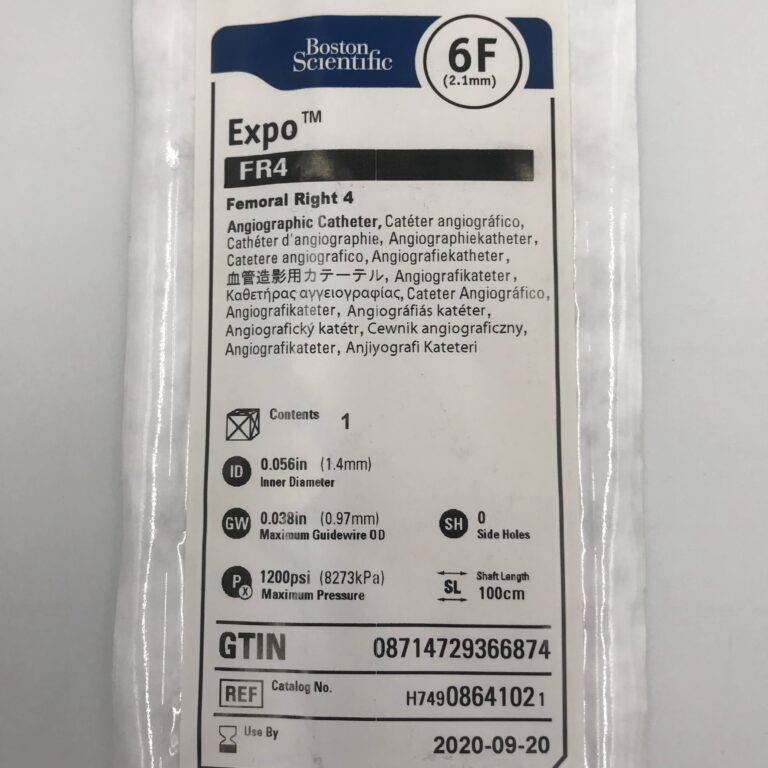 Boston
Scientific
6F
(2.1mm)
Expo™
FR4
Femoral Right 4
Angiographic Catheter, Catéter angiográfico,
Cathéter d'angiographie, Angiographiekatheter,
Catetere angiografico, Angiografiekatheter,
血管造影用カテーテル, Angiografikateter,
Καθετήρας αγγειογραφίας, Cateter Angiográfico,
Angiografikateter, Angiográfiás katéter,
Angiografický katétr, Cewnik angiograficzny,
Angiografikateter, Anjiyografi Kateteri
Contents 1
ID 0.056in (1.4mm)
Inner Diameter
GW 0.038in (0.97mm)
Maximum Guidewire OD
SH 0
Side Holes
PX 1200psi (8273kPa)
Maximum Pressure
SL Shaft Length
100cm
GTIN 08714729366874
REF Catalog No. H74908641021
Use By 2020-09-20